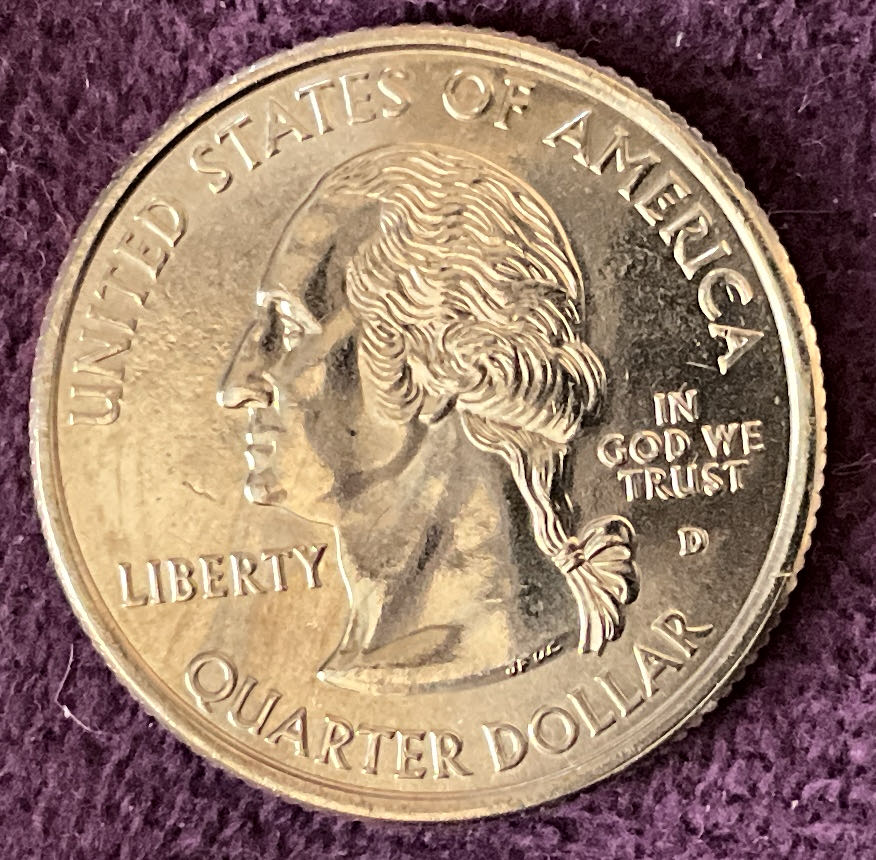 UNITED STATES OF AMERICA
IN
GOD WE
TRUST
D
LIBERTY
QUARTER DOLLAR